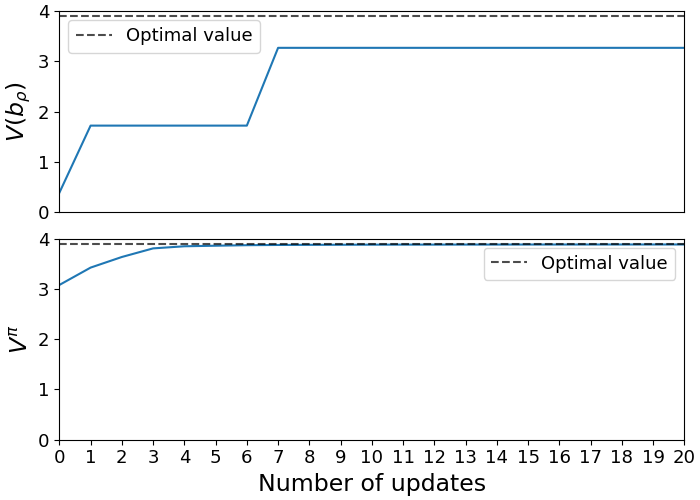 4
Optimal value
3
V(bρ)
2
1
0
4
Optimal value
3
Vπ
2
1
0
0 1 2 3 4 5 6 7 8 9 10 11 12 13 14 15 16 17 18 19 20
Number of updates